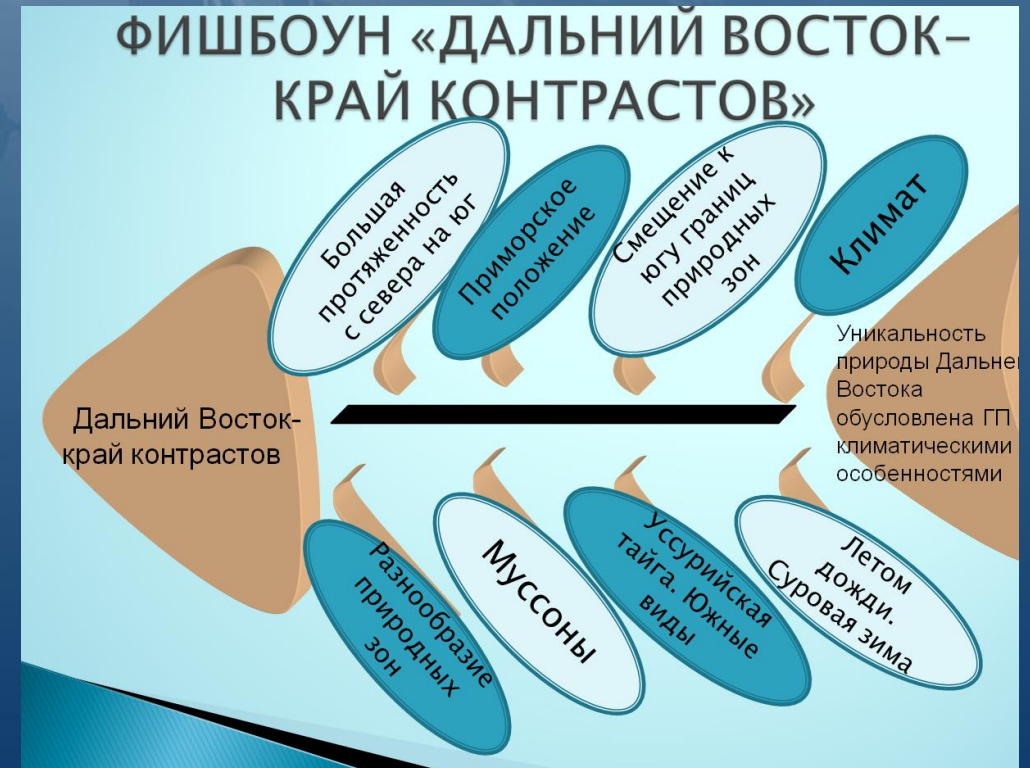 ФИШБОУН «ДАЛЬНИЙ ВОСТОК–
КРАЙ КОНТРАСТОВ»
Большая
протяженность
с севера на юг
Приморское
положение
Смещение к
югу границ
природных
зон
Климат
Дальний Восток-
край контрастов
Уникальность
природы Дальне
Востока
обусловлена ГП
климатическими
особенностями
Разнообразие
природных
зон
Муссоны
Уссурийская
тайга. Южные
виды
Летом
дожди.
Суровая зима